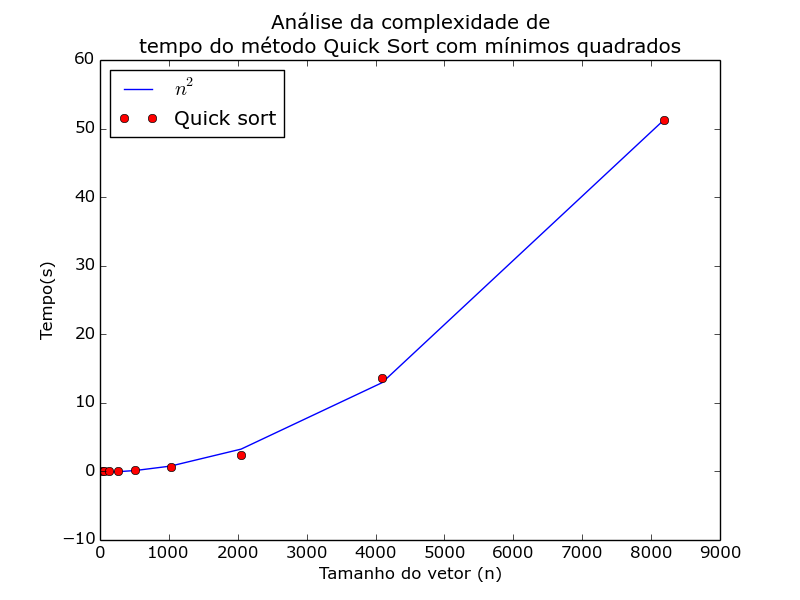 Análise da complexidade de
tempo do método Quick Sort com mínimos quadrados
60
50
40
30
20
10
0
−10
n²
Quick sort
Tempo(s)
0 1000 2000 3000 4000 5000 6000 7000 8000 9000
Tamanho do vetor (n)